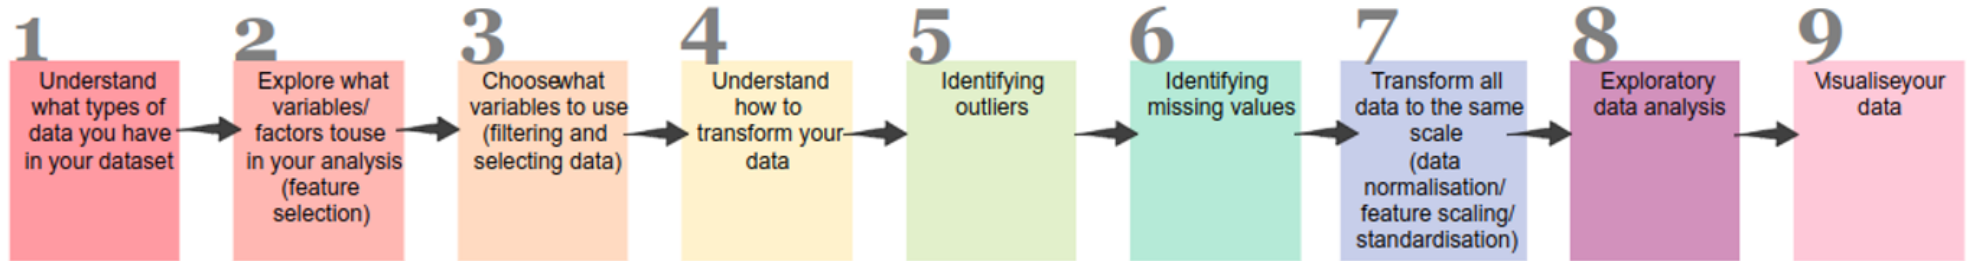 1
Understand
what types of
data you have
in your dataset
2
Explore what
variables/
factors touse
in your analysis
(feature
selection)
3
Choosewhat
variables to use
(filtering and
selecting data)
4
Understand
how to
transform your
data
5
Identifying
outliers
6
Identifying
missing values
7
Transform all
data to the same
scale
(data
normalisation/
feature scaling/
standardisation)
8
Exploratory
data analysis
9
Visualiseyour
data